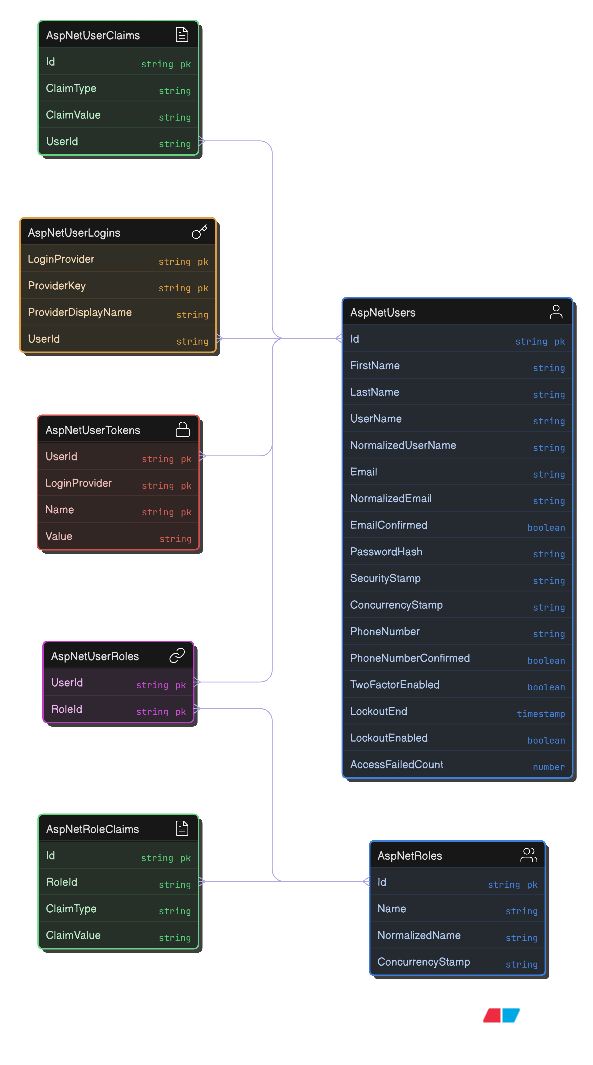 AspNetUserClaims
Id string pk
ClaimType string
ClaimValue string
UserId string
AspNetUserLogins
LoginProvider string pk
ProviderKey string pk
ProviderDisplayName string
UserId string
AspNetUserTokens
UserId string pk
LoginProvider string pk
Name string pk
Value string
AspNetUserRoles
UserId string pk
RoleId string pk
AspNetRoleClaims
Id string pk
RoleId string
ClaimType string
ClaimValue string
AspNetUsers
Id string pk
FirstName string
LastName string
UserName string
NormalizedUserName string
Email string
NormalizedEmail string
EmailConfirmed boolean
PasswordHash string
SecurityStamp string
ConcurrencyStamp string
PhoneNumber string
PhoneNumberConfirmed boolean
TwoFactorEnabled boolean
LockoutEnd timestamp
LockoutEnabled boolean
AccessFailedCount number
AspNetRoles
Id string pk
Name string
NormalizedName string
ConcurrencyStamp string